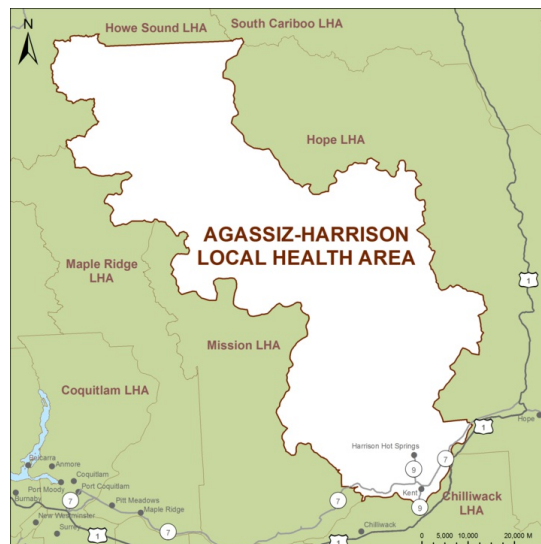 N
Howe Sound LHA
South Cariboo LHA
Hope LHA
AGASSIZ-HARRISON
LOCAL HEALTH AREA
Maple Ridge
LHA
1
Mission LHA
Coquitlam LHA
Harrison Hot Springs
1
Hope
7
9
Belcarra
Anmore
Coquitlam
Port Moody
Port Coquitlam
Kent
Chilliwack
LHA
Burnaby
7
Pitt Meadows
7
9
Maple Ridge
New Westminster
Surrey
1
Chilliwack
1
0
5,000
10,000
20,000 M